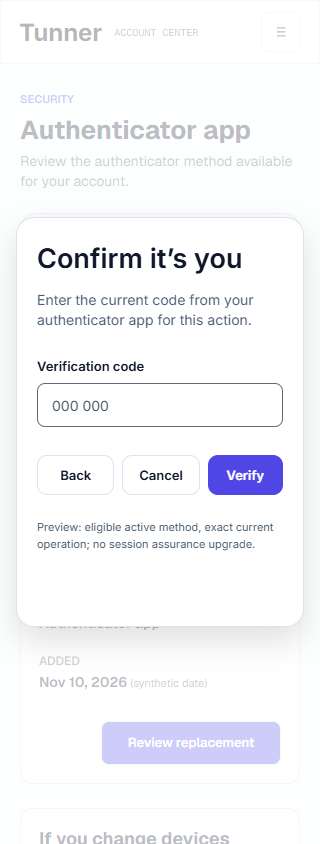 Tunner ACCOUNT CENTER
SECURITY
Authenticator app
Review the authenticator method available
for your account.
Confirm it’s you
Enter the current code from your
authenticator app for this action.
Verification code
000 000
Back Cancel Verify
Preview: eligible active method, exact current
operation; no session assurance upgrade.
Authenticator app
ADDED
Nov 10, 2026 (synthetic date)
Review replacement
If you change devices